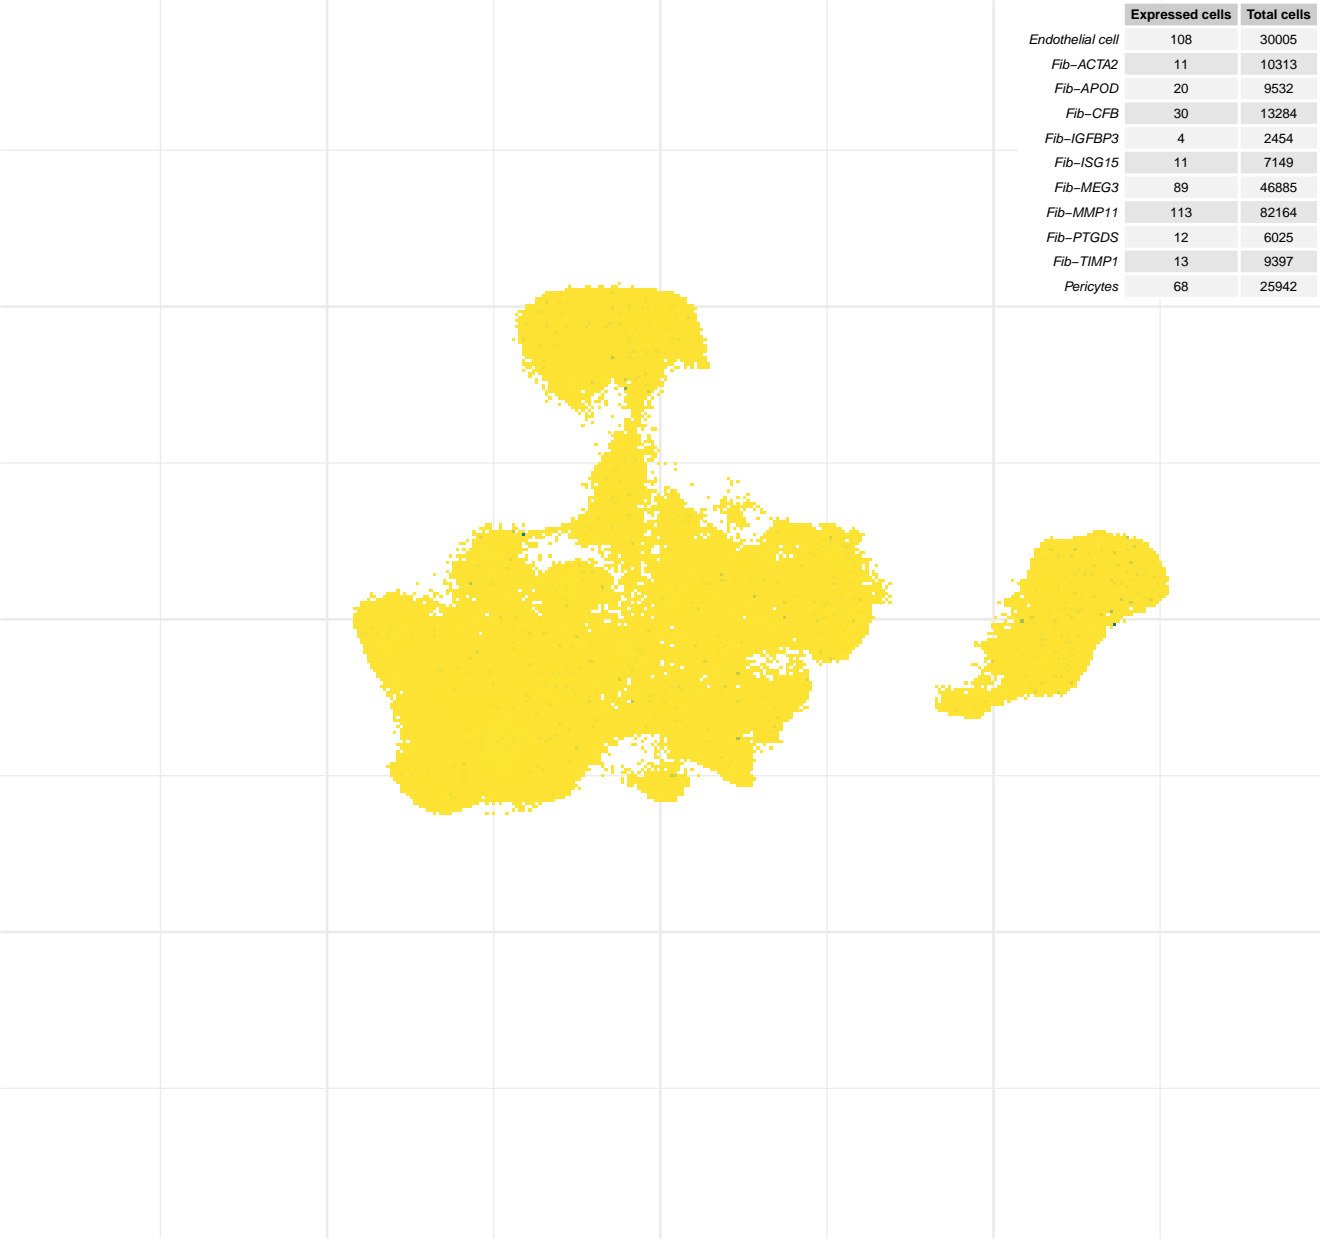 Expressed cells Total cells
Endothelial cell 108 30005
Fib−ACTA2 11 10313
Fib−APOD 20 9532
Fib−CFB 30 13284
Fib−IGFBP3 4 2454
Fib−ISG15 11 7149
Fib−MEG3 89 46885
Fib−MMP11 113 82164
Fib−PTGDS 12 6025
Fib−TIMP1 13 9397
Pericytes 68 25942